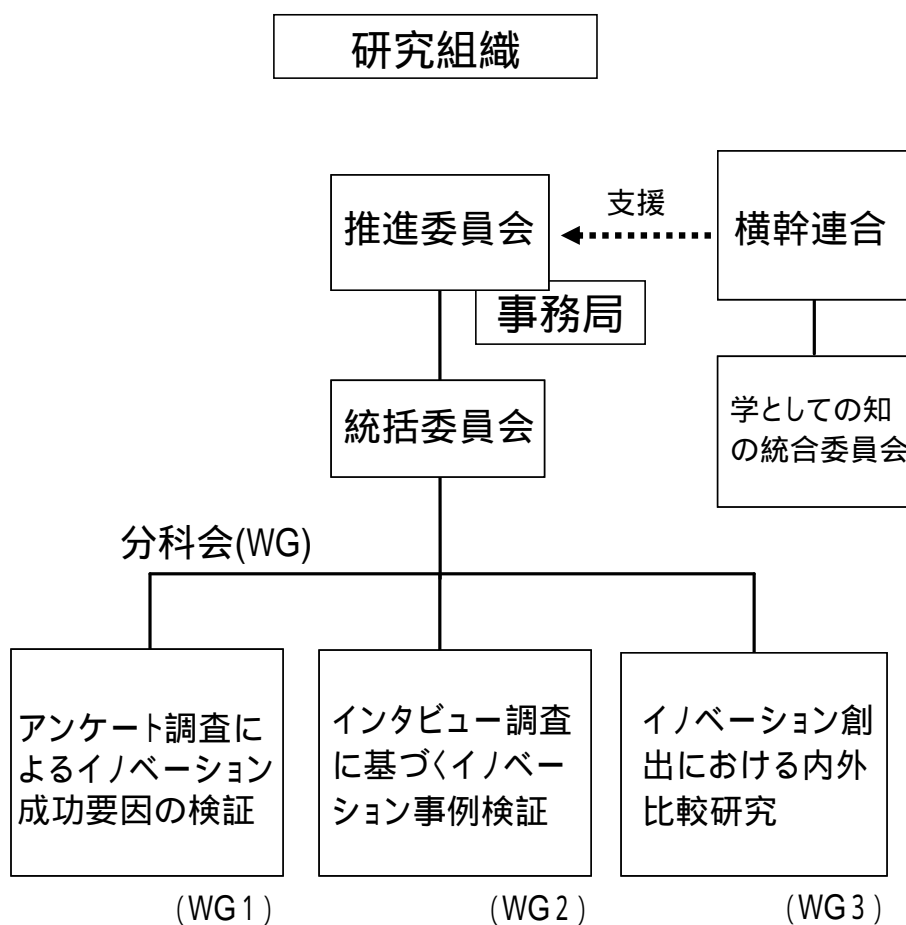 研究組織
推進委員会
支援
横幹連合
事務局
統括委員会
学としての知
の統合委員会
分科会(WG)
アンケート調査に
よるイノベーション
成功要因の検証
インタビュー調査
に基づくイノベー
ション事例検証
イノベーション創
出における内外
比較研究
(WG1)
(WG2)
(WG3)